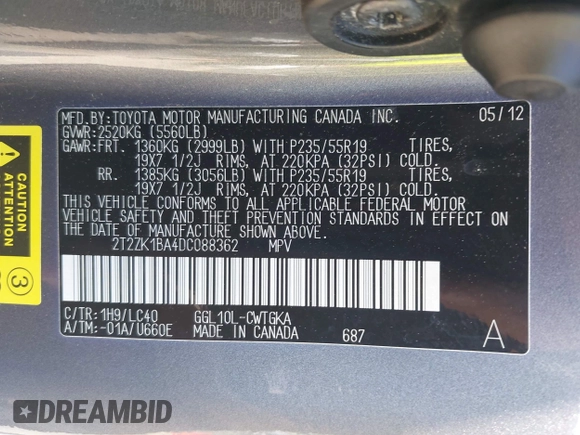 MFD.BY:TOYOTA MOTOR MANUFACTURING CANADA INC. 05/12
GVWR:2520KG (5560LB)
GAWR:FRT. 1360KG (2999LB) WITH P235/55R19 TIRES,
19X7 1/2J RIMS, AT 220KPA (32PSI) COLD.
RR. 1385KG (3056LB) WITH P235/55R19 TIRES,
19X7 1/2J RIMS, AT 220KPA (32PSI) COLD.
THIS VEHICLE CONFORMS TO ALL APPLICABLE FEDERAL MOTOR
VEHICLE SAFETY AND THEFT PREVENTION STANDARDS IN EFFECT ON
THE DATE OF MANUFACTURE SHOWN ABOVE.
2T2ZK1BA4DC088362 MPV
C/TR:1H9/LC40 GGL10L-CWTGKA
A/TM:-01A/U660E MADE IN CANADA 687 A
3
DREAMBID